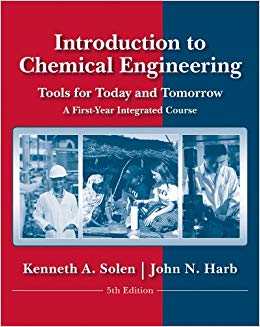 Introduction to
Chemical Engineering
Tools for Today and Tomorrow
A First-Year Integrated Course
Kenneth A. Solen | John N. Harb
5th Edition